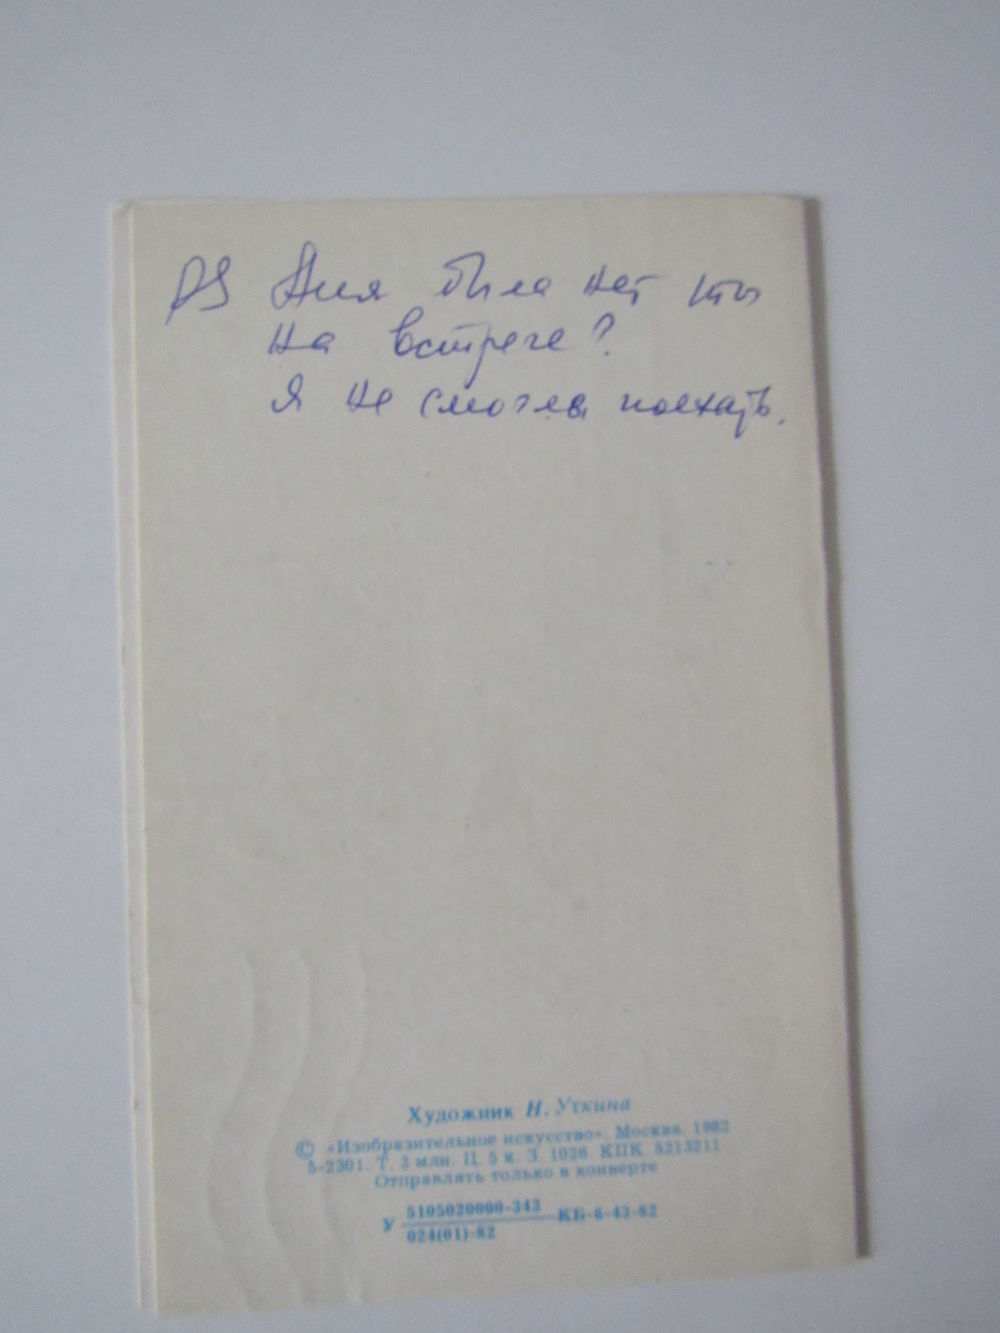 PS Аня была нет ты
на встрече?
Я не смогла поехать.
Художник Н. Уткина
© «Изобразительное искусство». Москва. 1982
5-2301. Т. 3 млн. Ц. 5 к. З. 1026. КПК 5213211
Отправлять только в конверте
У 5105020000-343 КБ-6-43-82
024(01)-82